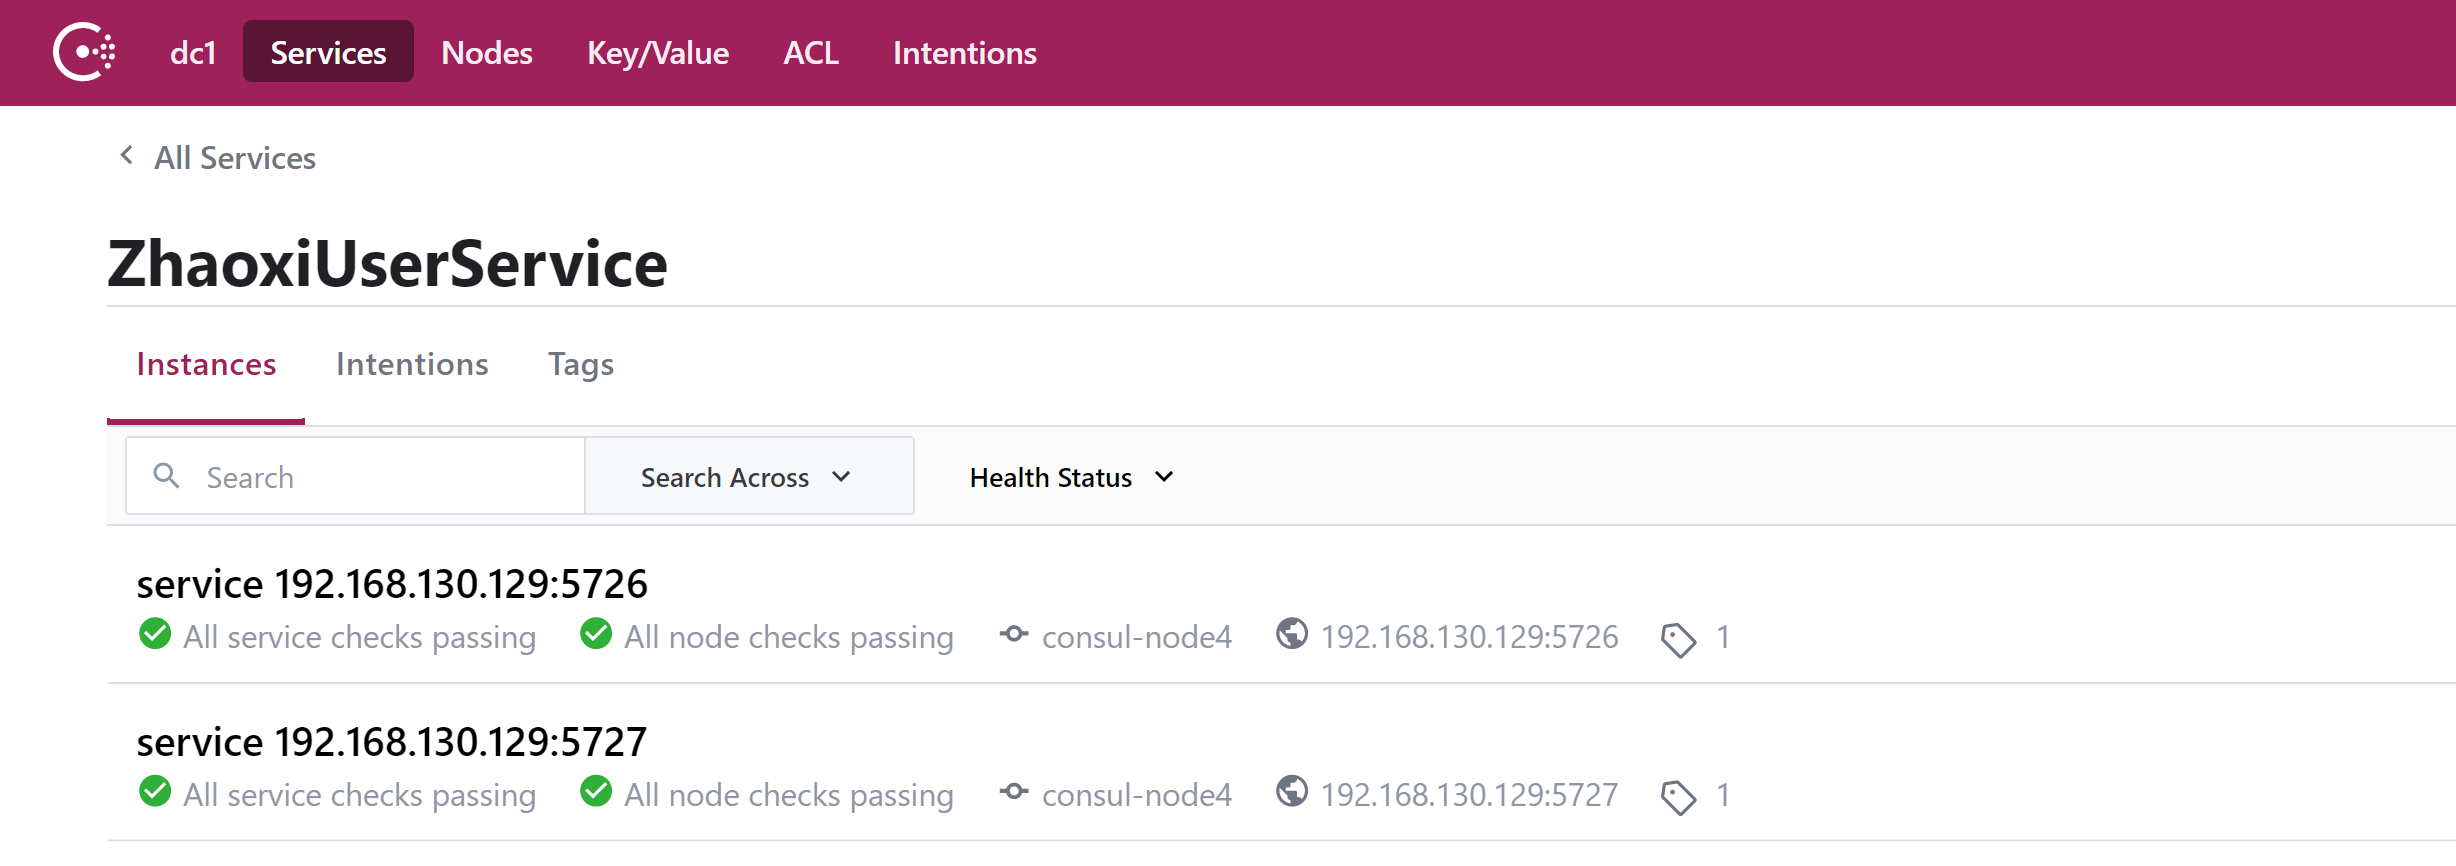 dc1 Services Nodes Key/Value ACL Intentions
All Services
ZhaoxiUserService
Instances Intentions Tags
Search Search Across Health Status
service 192.168.130.129:5726
All service checks passing All node checks passing consul-node4 192.168.130.129:5726 1
service 192.168.130.129:5727
All service checks passing All node checks passing consul-node4 192.168.130.129:5727 1